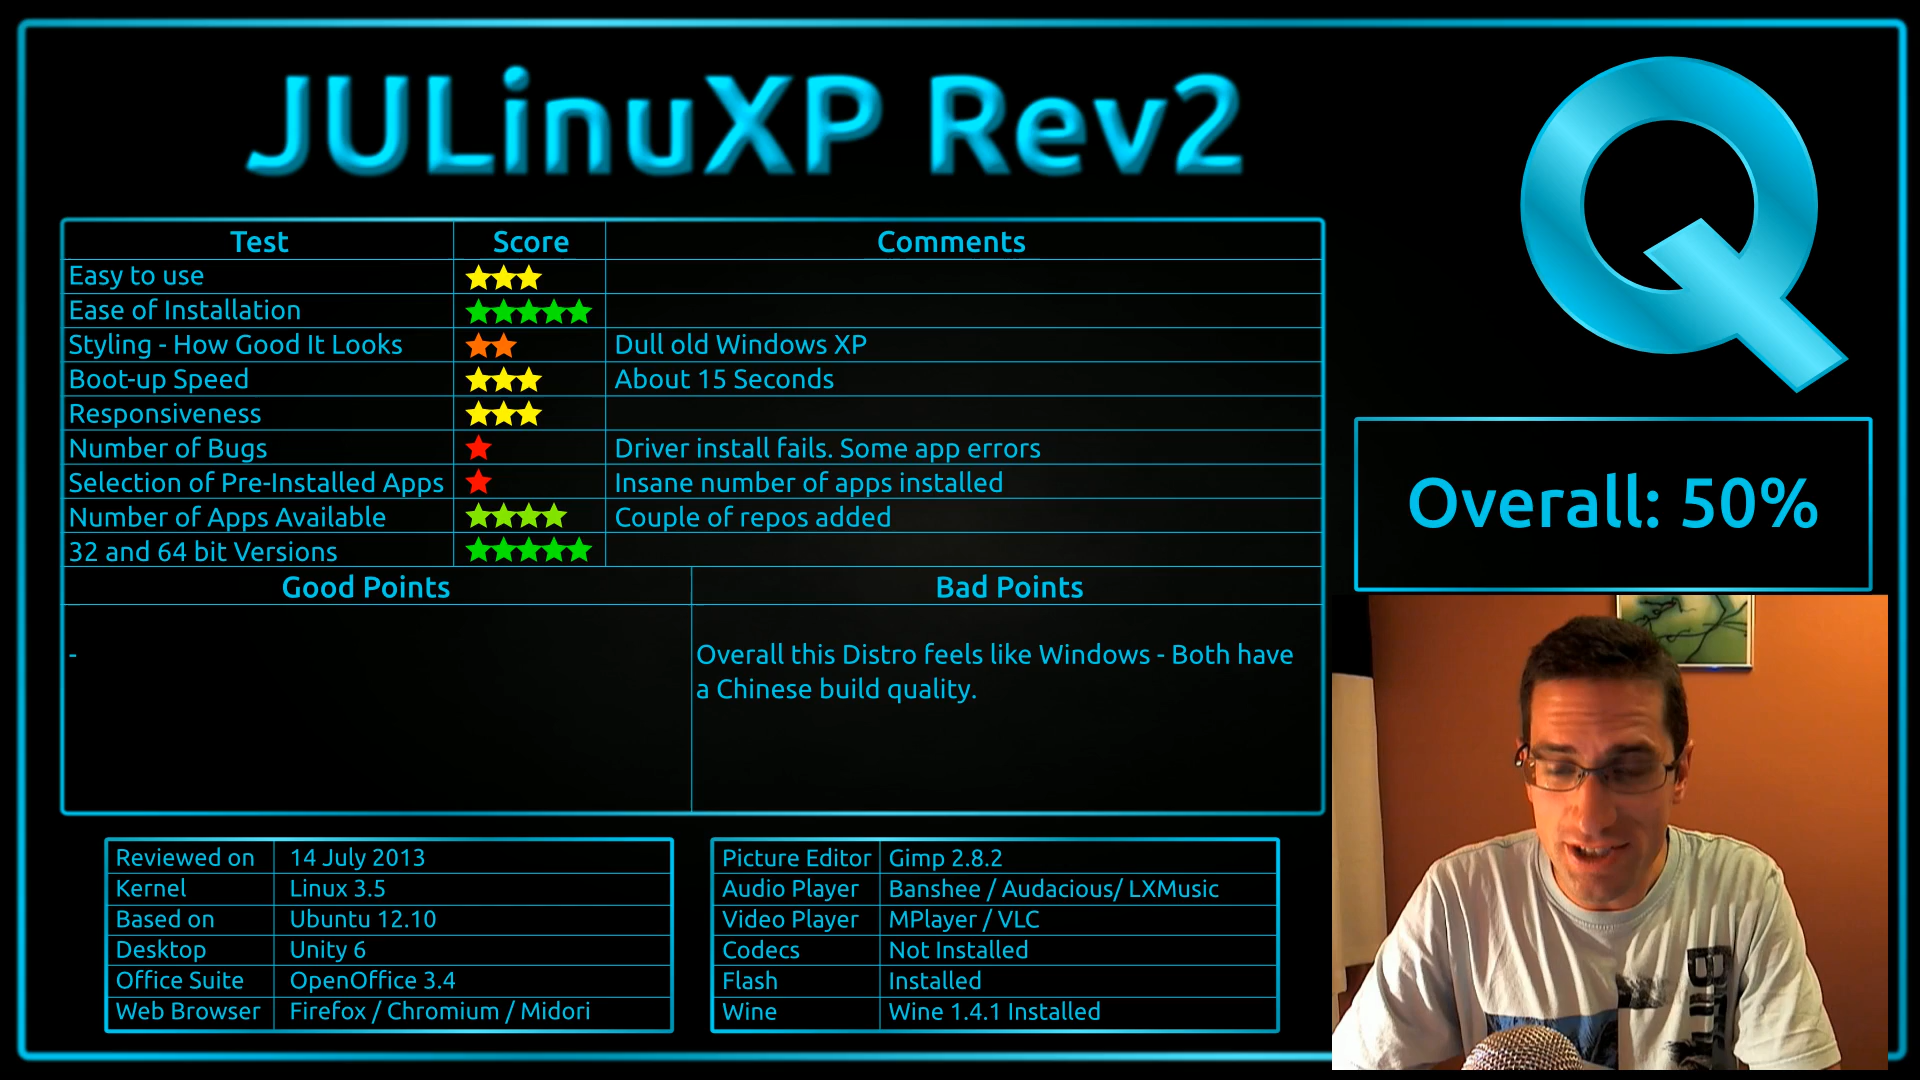 JULinuXP Rev2
Q
Test Score Comments
Easy to use
Ease of Installation
Styling - How Good It Looks Dull old Windows XP
Boot-up Speed About 15 Seconds
Responsiveness
Number of Bugs Driver install fails. Some app errors
Selection of Pre-Installed Apps Insane number of apps installed
Number of Apps Available Couple of repos added
32 and 64 bit Versions
Overall: 50%
Good Points Bad Points
- Overall this Distro feels like Windows - Both have
a Chinese build quality.
Reviewed on 14 July 2013
Kernel Linux 3.5
Based on Ubuntu 12.10
Desktop Unity 6
Office Suite OpenOffice 3.4
Web Browser Firefox / Chromium / Midori
Picture Editor Gimp 2.8.2
Audio Player Banshee / Audacious/ LXMusic
Video Player MPlayer / VLC
Codecs Not Installed
Flash Installed
Wine Wine 1.4.1 Installed